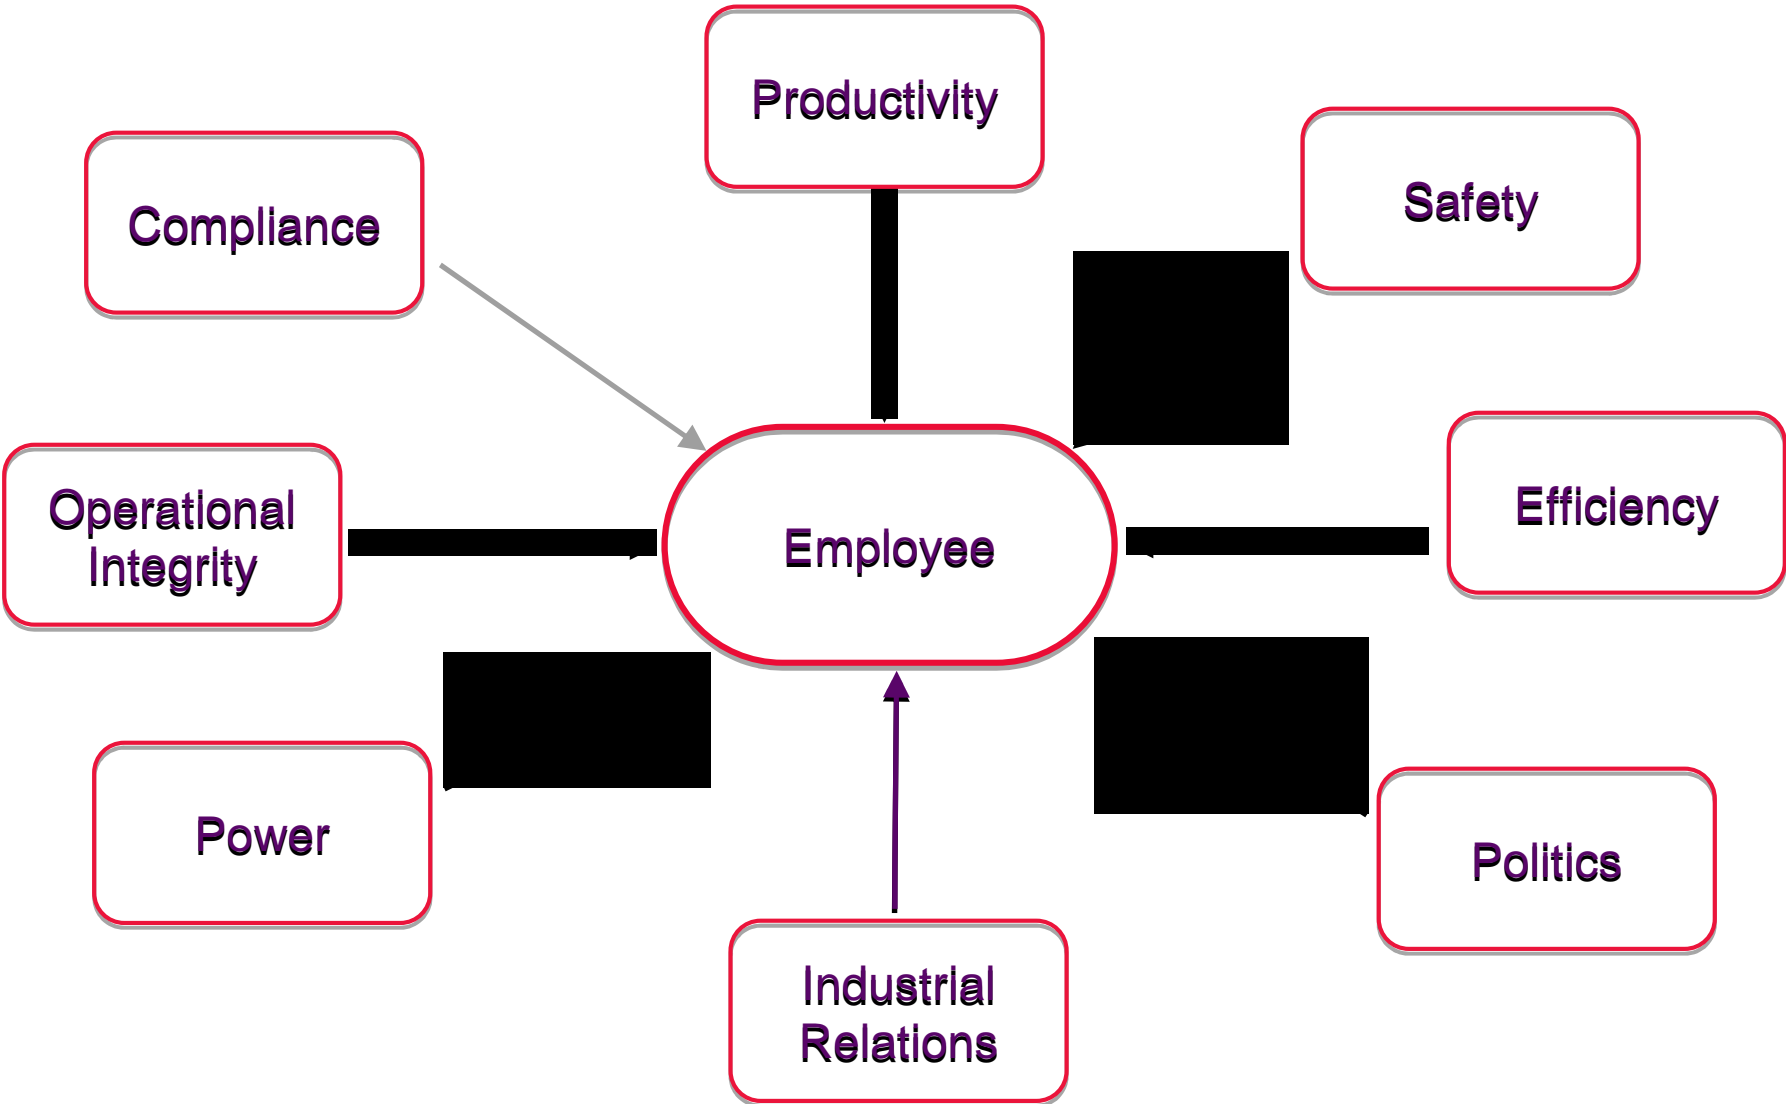 Productivity
Compliance
Safety
Operational
Integrity
Employee
Efficiency
Power
Politics
Industrial
Relations